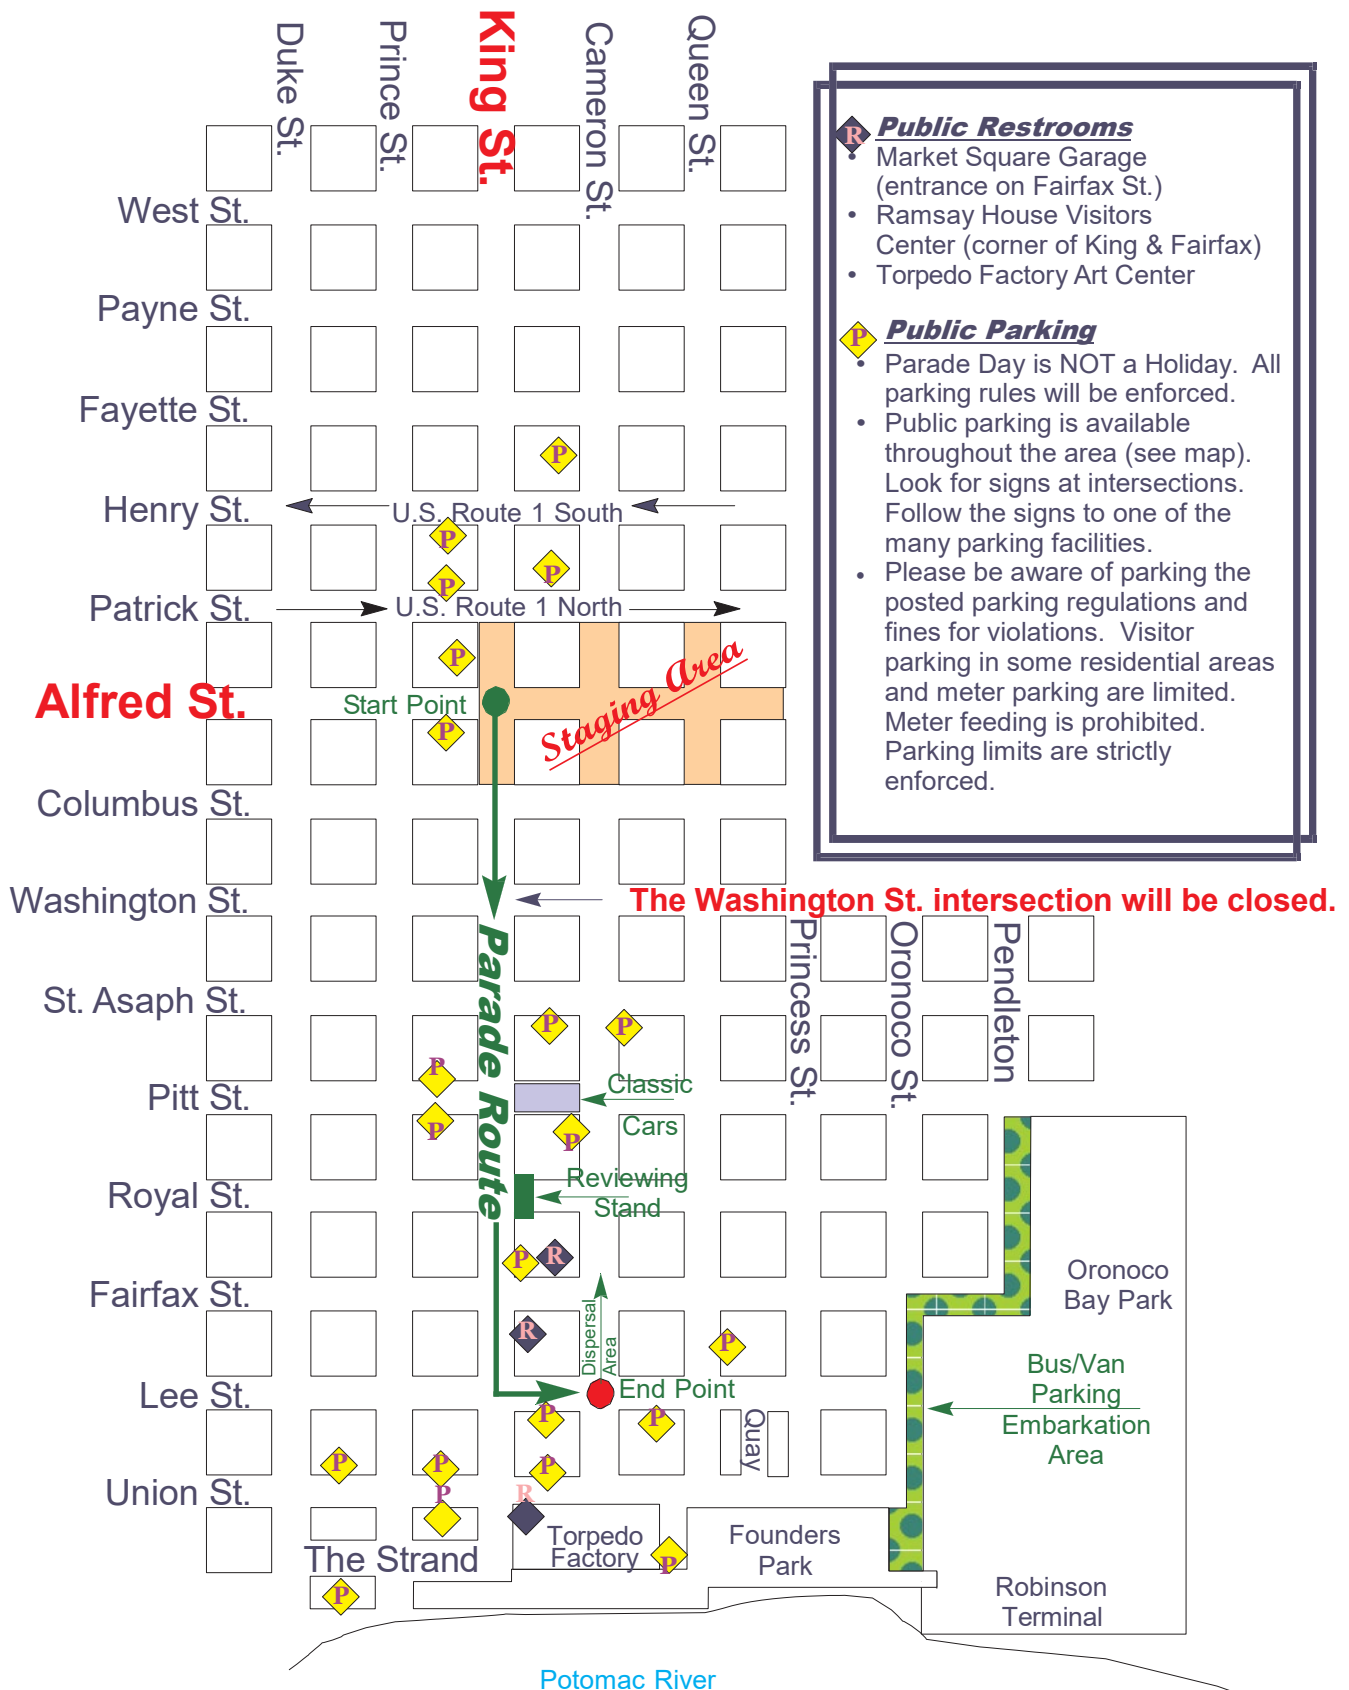 Duke St.
Prince St.
King St.
Cameron St.
Queen St.
R Public Restrooms
• Market Square Garage
(entrance on Fairfax St.)
• Ramsay House Visitors
Center (corner of King & Fairfax)
• Torpedo Factory Art Center
P Public Parking
• Parade Day is NOT a Holiday. All
parking rules will be enforced.
• Public parking is available
throughout the area (see map).
Look for signs at intersections.
Follow the signs to one of the
many parking facilities.
• Please be aware of parking the
posted parking regulations and
fines for violations. Visitor
parking in some residential areas
and meter parking are limited.
Meter feeding is prohibited.
Parking limits are strictly
enforced.
West St.
Payne St.
Fayette St.
P
Henry St.
U.S. Route 1 South
P
P
P
Patrick St.
U.S. Route 1 North
P
Staging Area
Alfred St.
Start Point
P
Columbus St.
Washington St.
The Washington St. intersection will be closed.
Parade Route
Princess St.
Oronoco St.
Pendleton
St. Asaph St.
P
P
P
Pitt St.
Classic
Cars
P
P
Royal St.
Reviewing
Stand
P
R
Fairfax St.
Oronoco
Bay Park
R
Dispersal
Area
P
Lee St.
End Point
Bus/Van
Parking
Embarkation
Area
P
P
Quay
P
P
P
Union St.
P
R
Torpedo
Factory
P
Founders
Park
The Strand
P
Robinson
Terminal
Potomac River